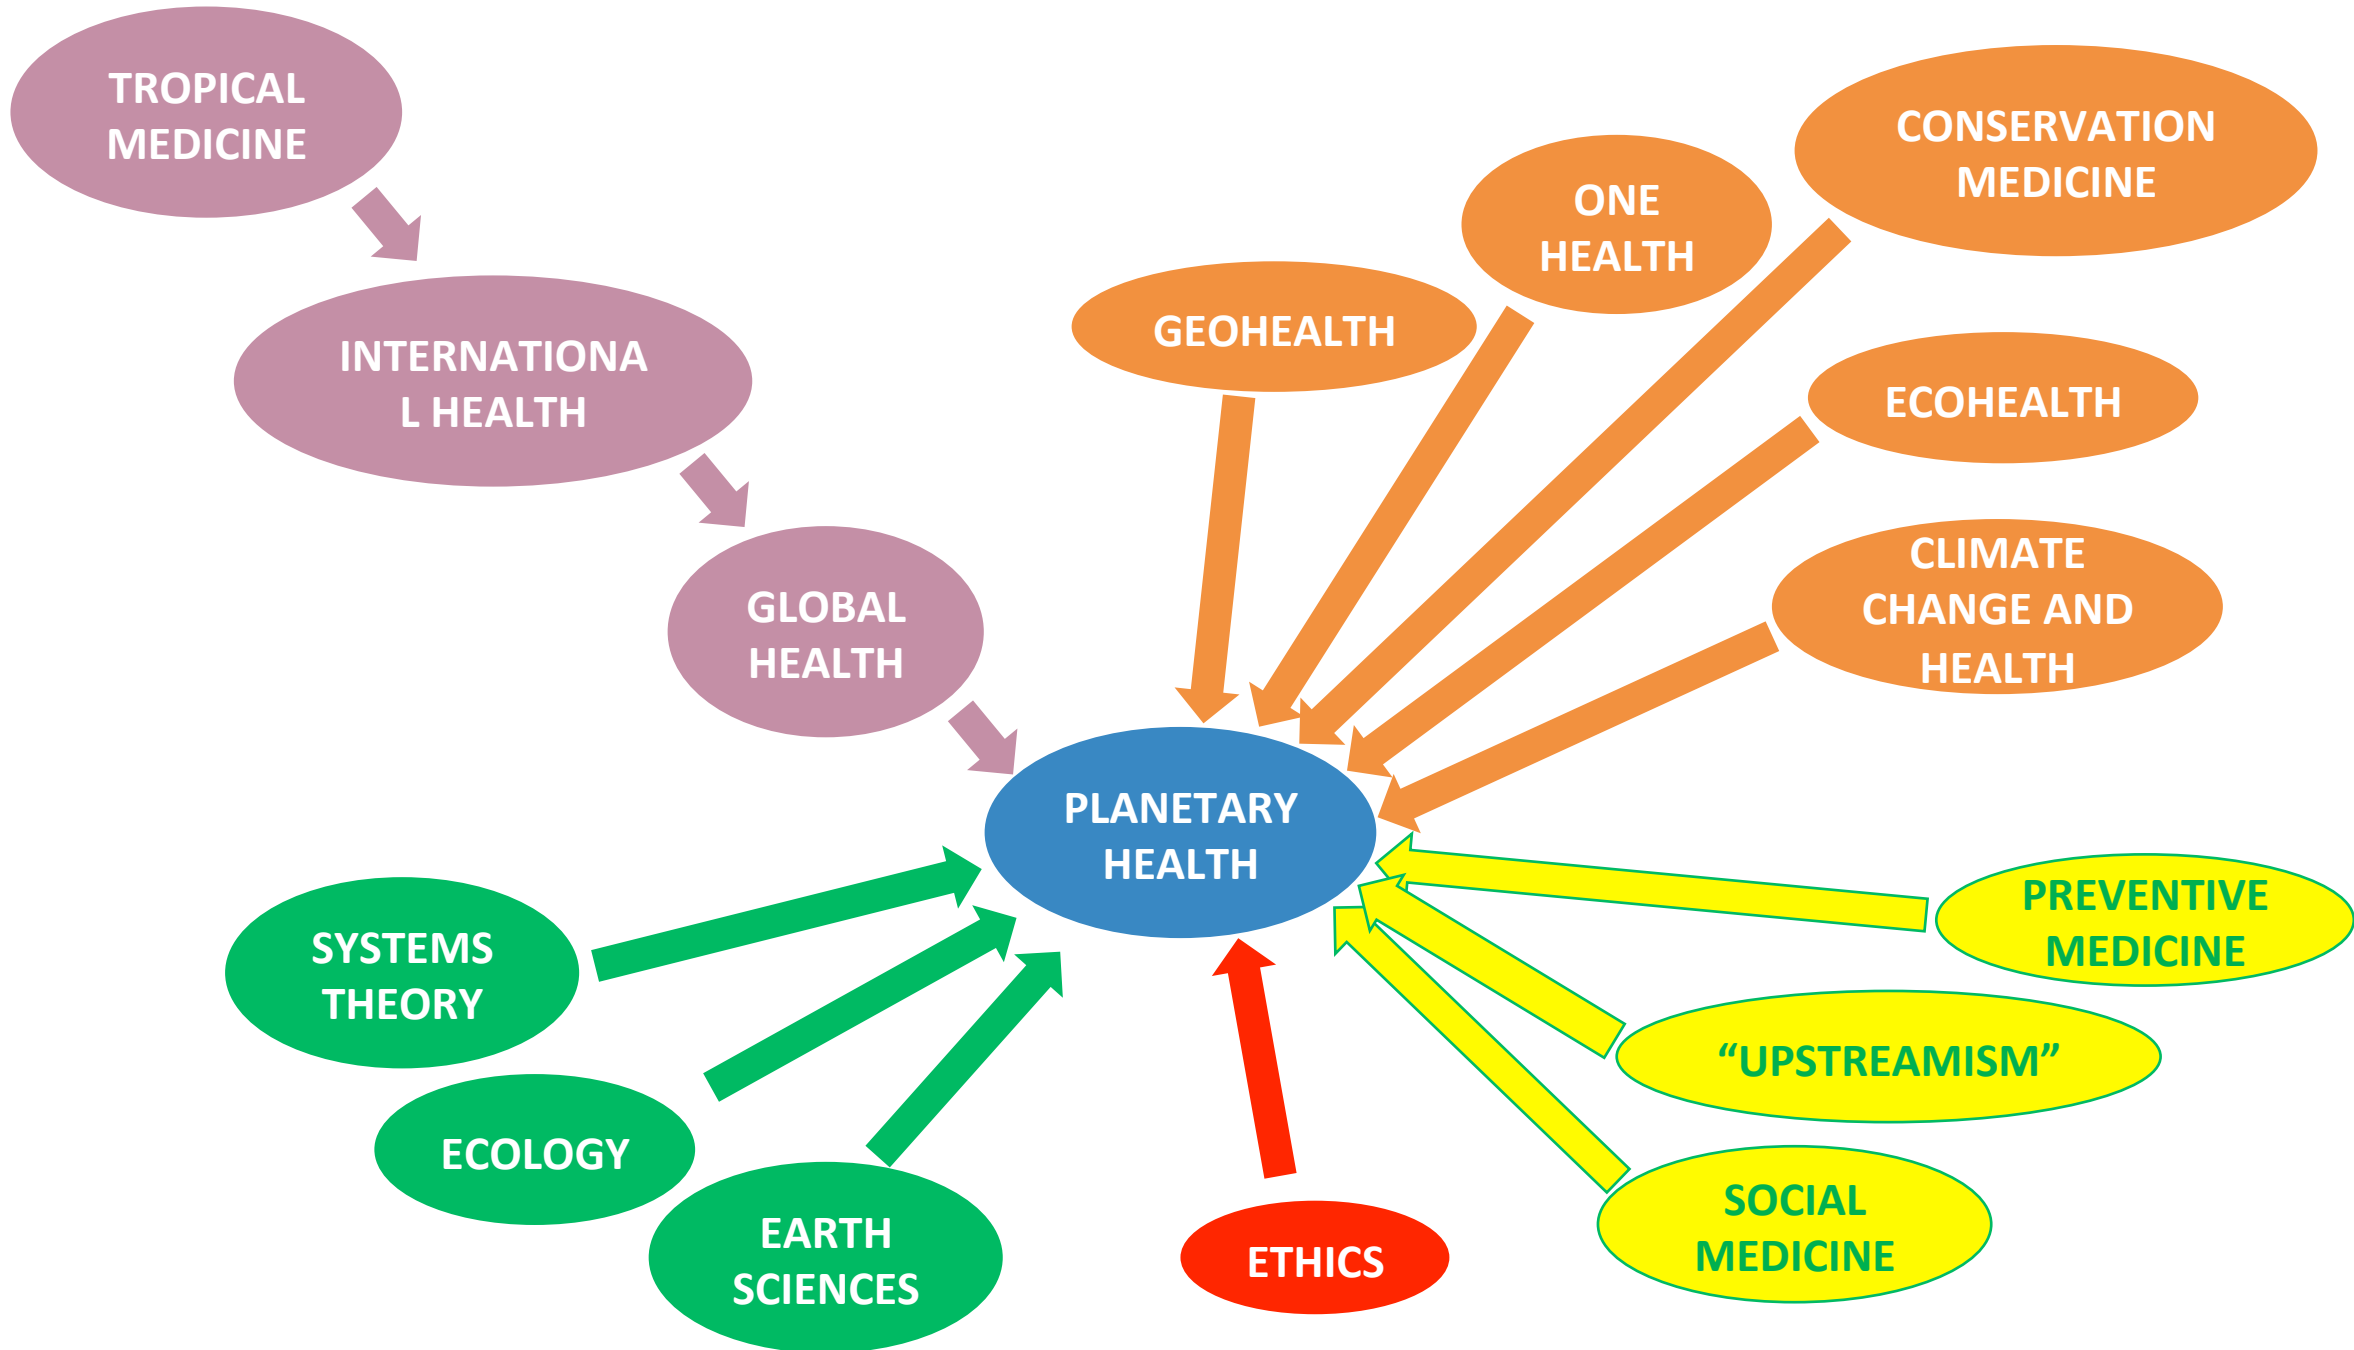 TROPICAL
MEDICINE
INTERNATIONA
L HEALTH
GLOBAL
HEALTH
GEOHEALTH
ONE
HEALTH
CONSERVATION
MEDICINE
ECOHEALTH
CLIMATE
CHANGE AND
HEALTH
PLANETARY
HEALTH
SYSTEMS
THEORY
ECOLOGY
EARTH
SCIENCES
ETHICS
PREVENTIVE
MEDICINE
“UPSTREAMISM”
SOCIAL
MEDICINE